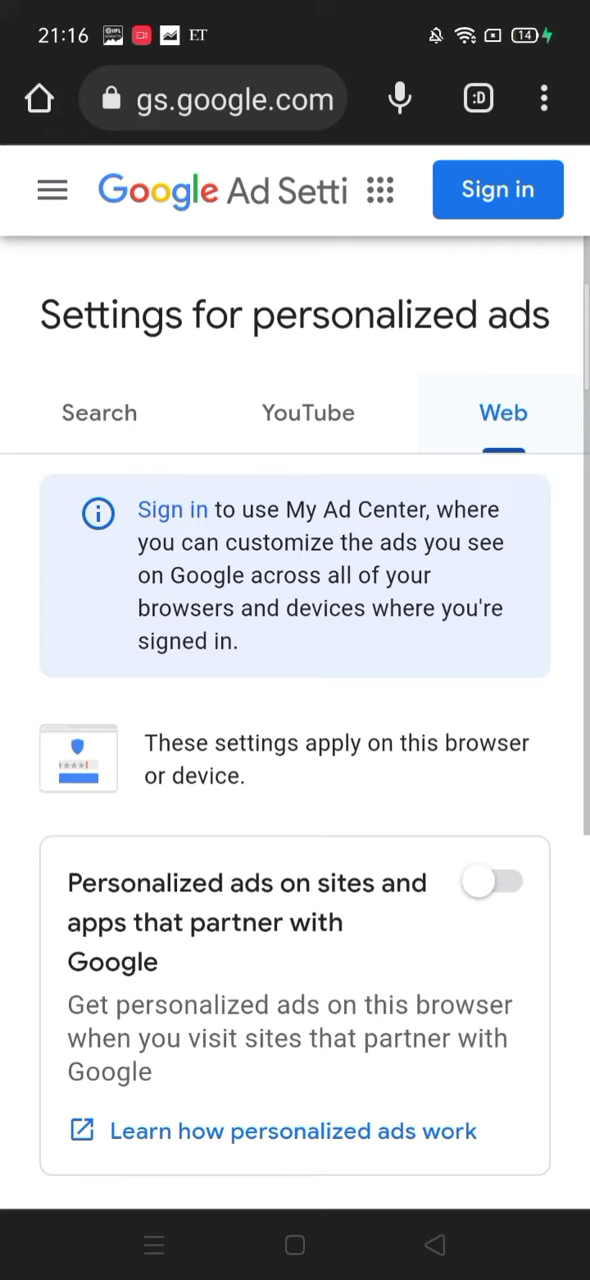 21:16 ET 14
gs.google.com :D
Google Ad Setti Sign in
Settings for personalized ads
Search YouTube Web
Sign in to use My Ad Center, where
you can customize the ads you see
on Google across all of your
browsers and devices where you're
signed in.
These settings apply on this browser
or device.
Personalized ads on sites and
apps that partner with
Google
Get personalized ads on this browser
when you visit sites that partner with
Google
Learn how personalized ads work